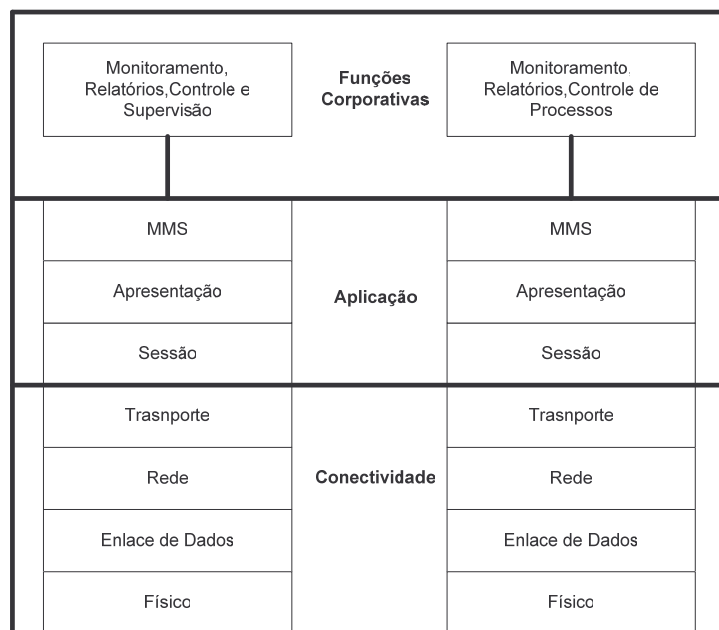 Monitoramento,
Relatórios,Controle e
Supervisão
Funções
Corporativas
Monitoramento
Relatórios,Controle de
Processos
MMS
MMS
Apresentação
Aplicação
Apresentação
Sessão
Sessão
Trasnporte
Trasnporte
Rede
Conectividade
Rede
Enlace de Dados
Enlace de Dados
Físico
Físico